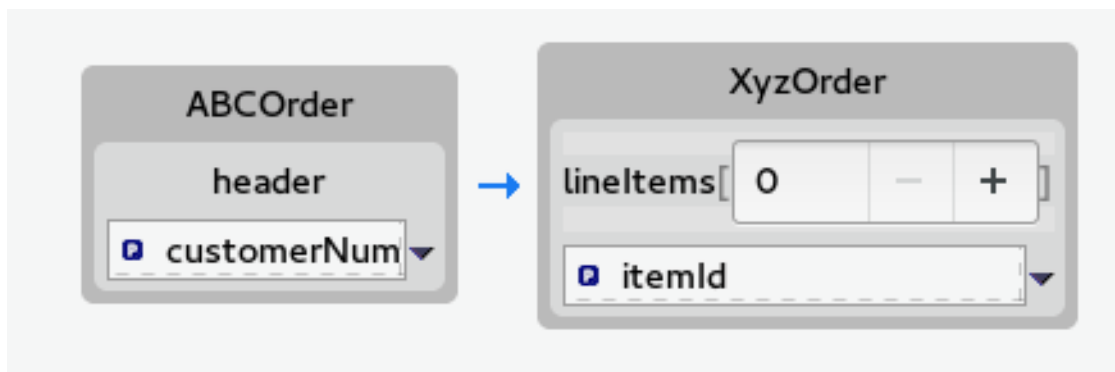 ABCOrder
header
customerNum
XyzOrder
lineItems[ 0 − + ]
itemId